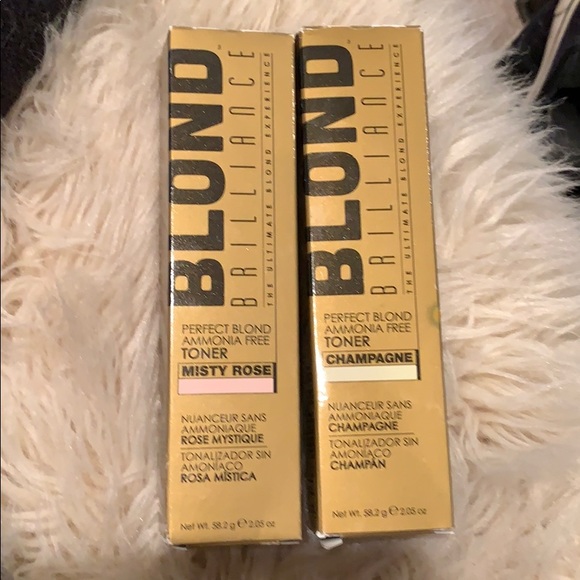 BLOND
BRILLIANCE
THE ULTIMATE BLOND EXPERIENCE
PERFECT BLOND
AMMONIA FREE
TONER
M!STY ROSE
NUANCEUR SANS
AMMONIAQUE
ROSE MYSTIQUE
TONALIZADOR SIN
AMONÍACO
ROSA MÍSTICA
Net Wt. 58.2 g ℮ 2.05 oz
BLOND
BRILLIANCE
THE ULTIMATE BLOND EXPERIENCE
PERFECT BLOND
AMMONIA FREE
TONER
CHAMPAGNE
NUANCEUR SANS
AMMONIAQUE
CHAMPAGNE
TONALIZADOR SIN
AMONÍACO
CHAMPÁN
Net Wt. 58.2 g ℮ 2.05 oz